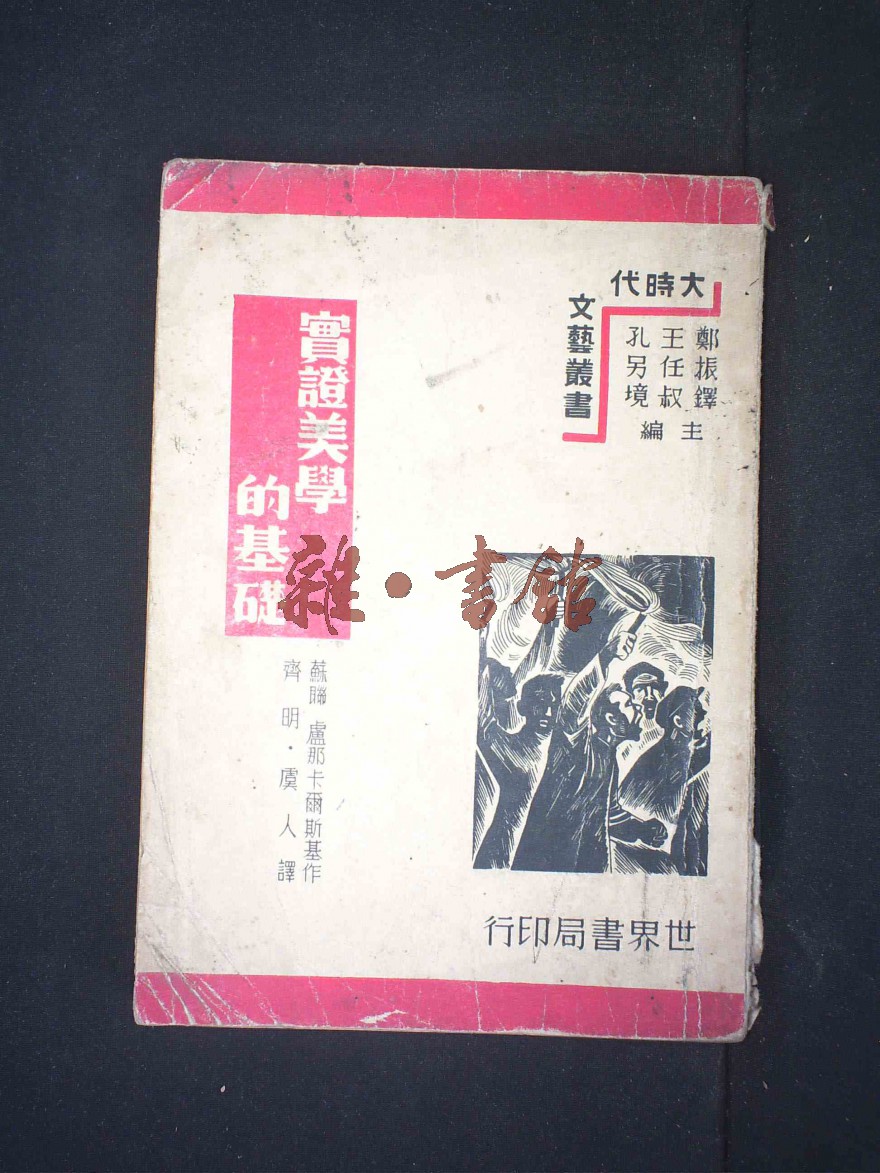 大時代
文藝叢書
鄭振鐸
王任叔
孔另境
主編
實證美學
的基礎
蘇聯 盧那卡爾斯基作
齊明·虞人譯
世界書局印行
雜·書館